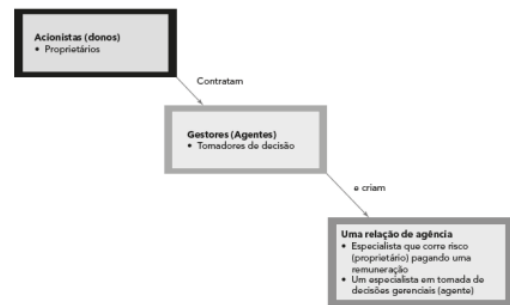 Acionistas (donos)
• Proprietários
Contratam
Gestores (Agentes)
• Tomadores de decisão
e criam
Uma relação de agência
• Especialista que corre risco
(proprietário) pagando uma
remuneração
• Um especialista em tomada de
decisões gerenciais (agente)